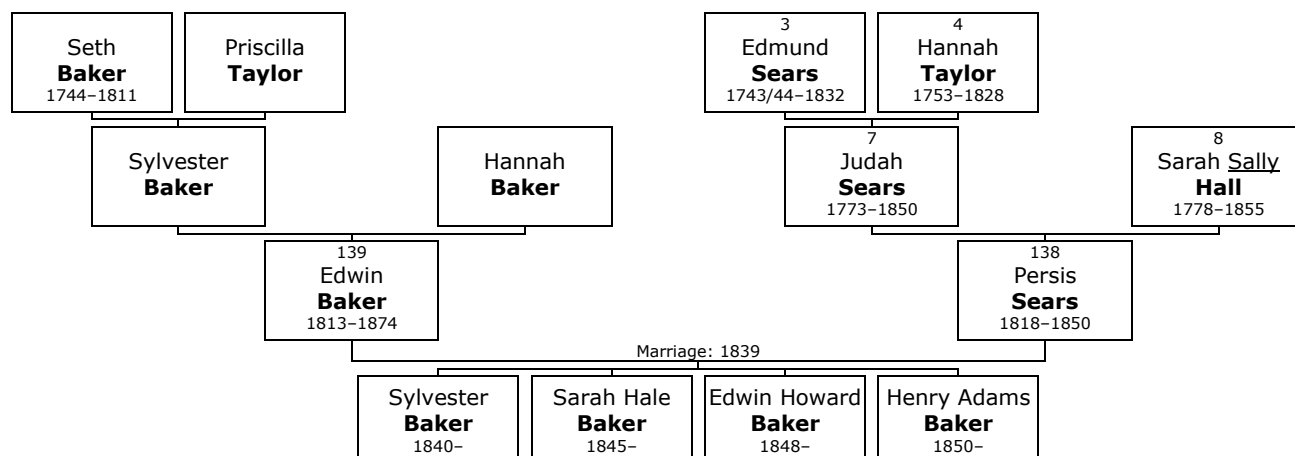 Seth
Baker
1744–1811
Priscilla
Taylor
3
Edmund
Sears
1743/44–1832
4
Hannah
Taylor
1753–1828
Sylvester
Baker
Hannah
Baker
7
Judah
Sears
1773–1850
8
Sarah Sally
Hall
1778–1855
139
Edwin
Baker
1813–1874
138
Persis
Sears
1818–1850
Marriage: 1839
Sylvester
Baker
1840–
Sarah Hale
Baker
1845–
Edwin Howard
Baker
1848–
Henry Adams
Baker
1850–